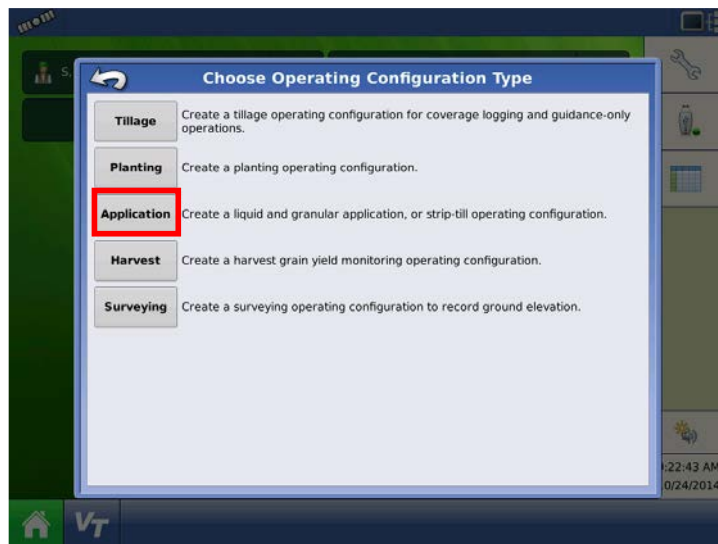 S,
Choose Operating Configuration Type
Tillage
Create a tillage operating configuration for coverage logging and guidance-only
operations.
Planting
Create a planting operating configuration.
Application
Create a liquid and granular application, or strip-till operating configuration.
Harvest
Create a harvest grain yield monitoring operating configuration.
Surveying
Create a surveying operating configuration to record ground elevation.
:22:43 AM
0/24/2014
VT